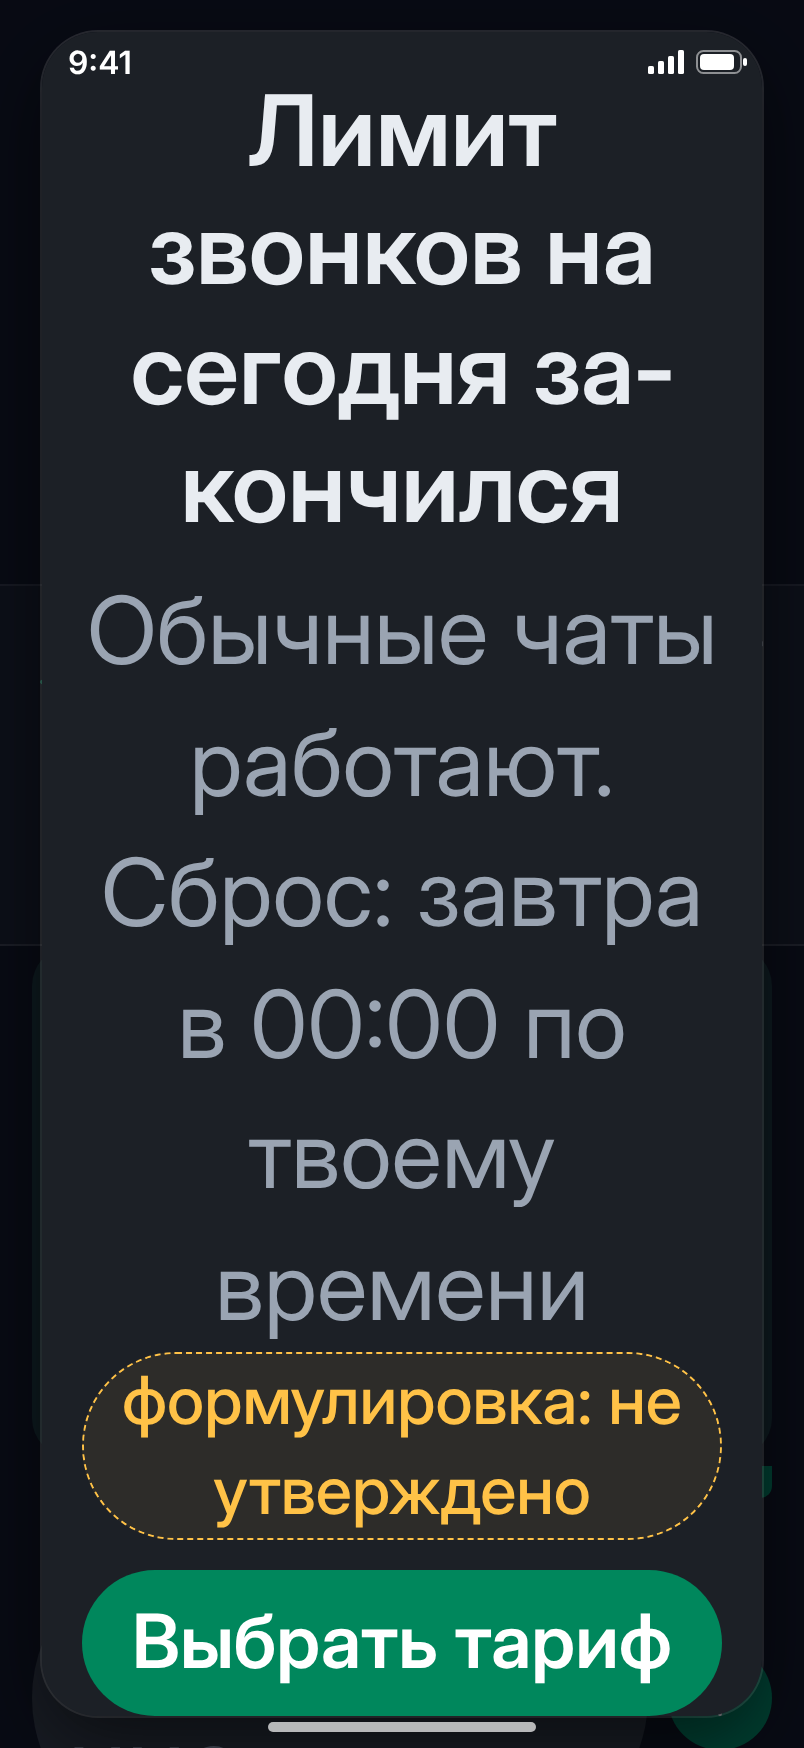 9:41
Лимит
звонков на
сегодня за-
кончился
Обычные чаты
работают.
Сброс: завтра
в 00:00 по
твоему
времени
формулировка: не
утверждено
Выбрать тариф